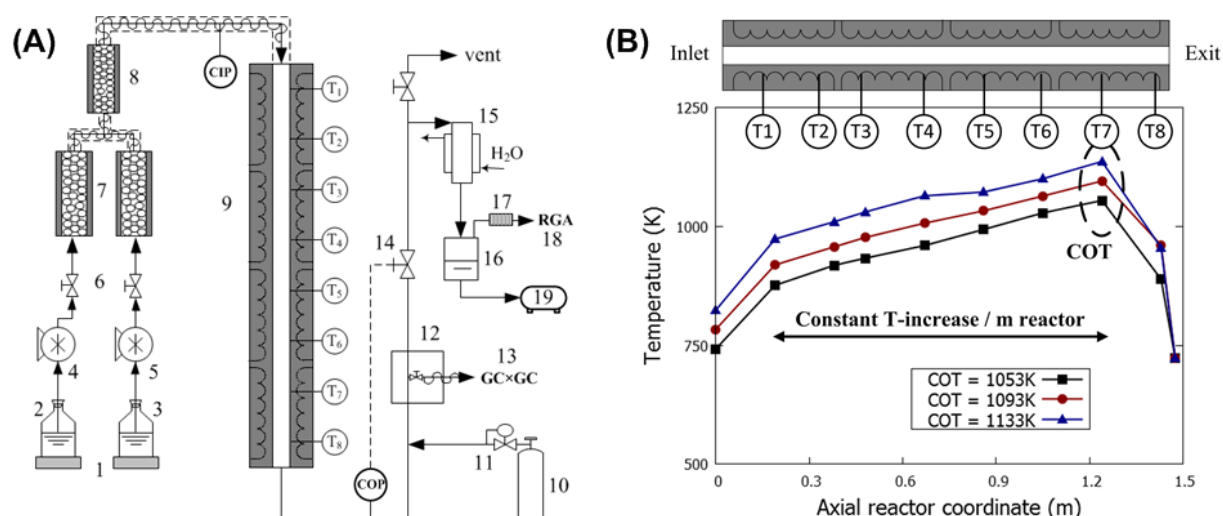 (A)
8
CIP
vent
7
9
T1
T2
T3
T4
T5
T6
T7
T8
15
H2O
17
RGA
18
14
16
19
6
12
13
GC×GC
4
5
2
3
1
11
10
COP
(B)
Inlet
Exit
T1
T2
T3
T4
T5
T6
T7
T8
1250
1000
750
500
Temperature (K)
COT
Constant T-increase / m reactor
COT = 1053K
COT = 1093K
COT = 1133K
0.0
0.3
0.6
0.9
1.2
1.5
Axial reactor coordinate (m)